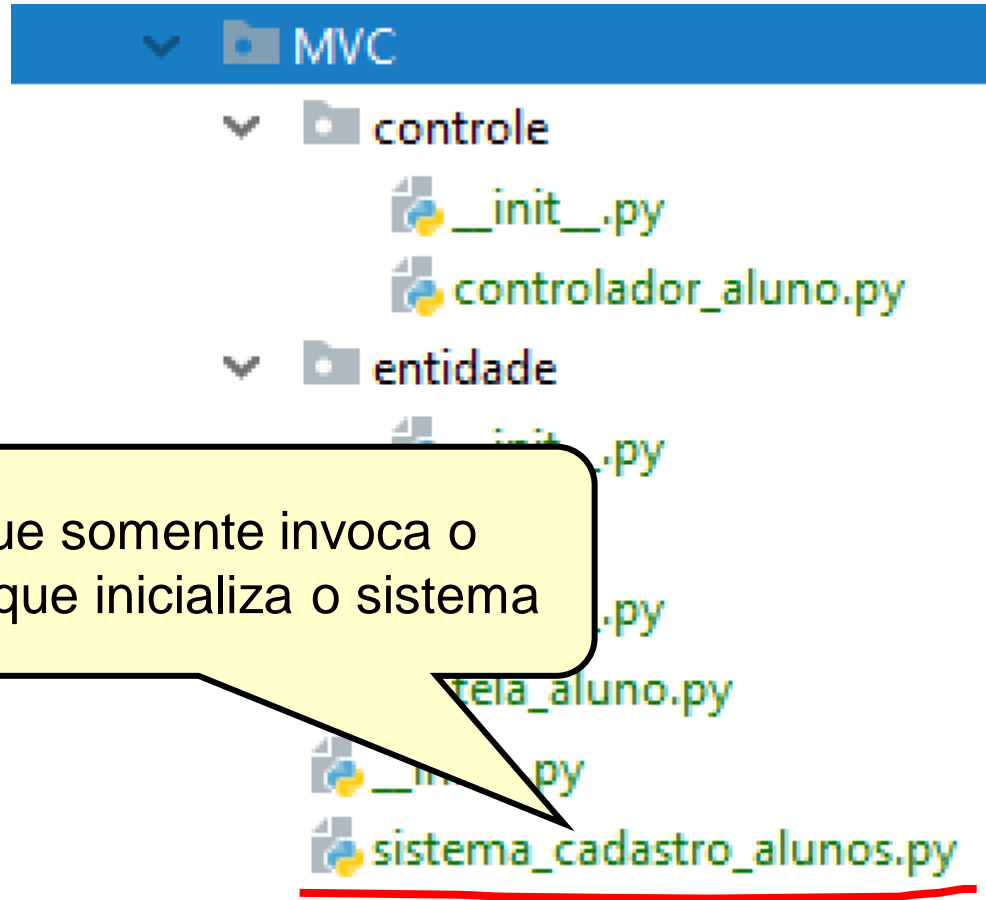 MVC
controle
__init__.py
controlador_aluno.py
entidade
.py
somente invoca o
que inicializa o sistema
.py
tela_aluno.py
py
sistema_cadastro_alunos.py